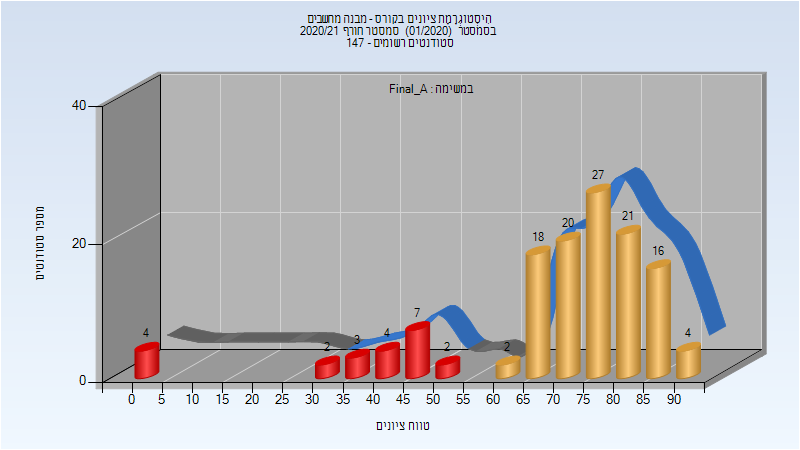 היסטוגרמת ציונים בקורס - מבנה מחשבים
בסמסטר (01/2020) סמסטר חורף 2020/21
סטודנטים רשומים - 147
במשימה : Final_A
מספר סטודנטים
40
20
0
4
2
3
4
7
2
2
18
20
27
21
16
4
0 5 10 15 20 25 30 35 40 45 50 55 60 65 70 75 80 85 90
טווח ציונים